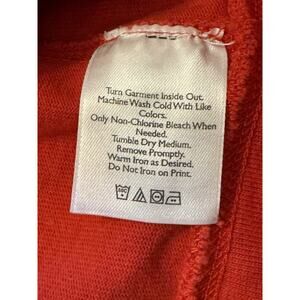 Turn Garment Inside Out.
Machine Wash Cold With Like
Colors.
Only Non-Chlorine Bleach When
Needed.
Tumble Dry Medium.
Remove Promptly.
Warm Iron as Desired.
Do Not Iron on Print.